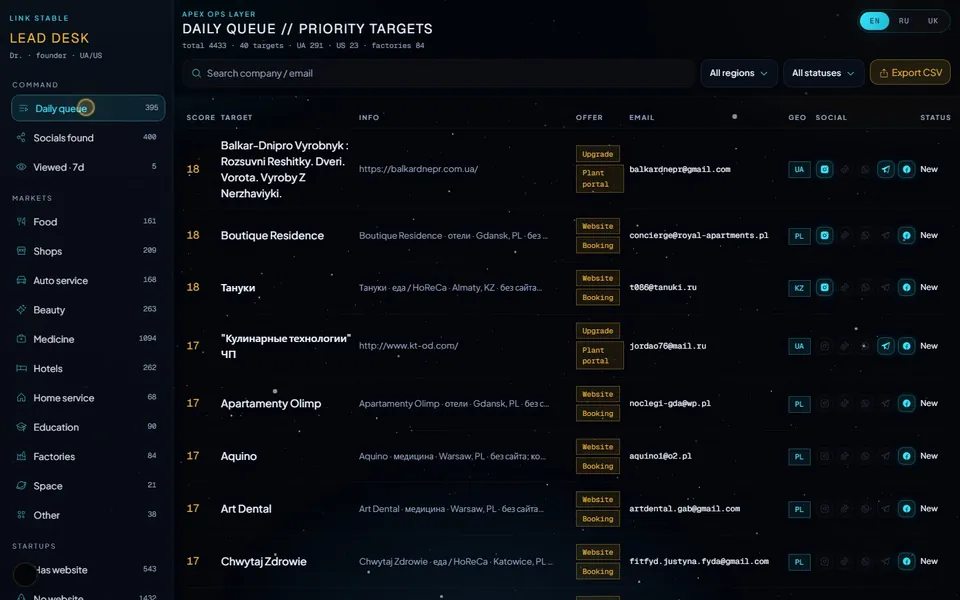 LINK STABLE
LEAD DESK
Dr. · founder · UA/US
COMMAND
Daily queue 395
Socials found 400
Viewed · 7d 5
MARKETS
Food 161
Shops 209
Auto service 168
Beauty 263
Medicine 1094
Hotels 262
Home service 68
Education 90
Factories 84
Space 21
Other 38
STARTUPS
Has website 543
No website 1432
APEX OPS LAYER
DAILY QUEUE // PRIORITY TARGETS
total 4433 · 40 targets · UA 291 · US 23 · factories 84
EN RU UK
Search company / email
All regions
All statuses
Export CSV
SCORE TARGET INFO OFFER EMAIL GEO SOCIAL STATUS
18
Balkar-Dnipro Vyrobnyk :
Rozsuvni Reshitky. Dveri.
Vorota. Vyroby Z
Nerzhaviyki.
https://balkardnepr.com.ua/
Upgrade
Plant
portal
balkardnepr@gmail.com
UA
New
18
Boutique Residence
Boutique Residence · отели · Gdansk, PL · без ...
Website
Booking
concierge@royal-apartments.pl
PL
New
18
Тануки
Тануки · еда / HoReCa · Almaty, KZ · без сайта...
Website
Booking
t086@tanuki.ru
KZ
New
17
"Кулинарные технологии"
ЧП
http://www.kt-od.com/
Upgrade
Plant
portal
jordao76@mail.ru
UA
New
17
Apartamenty Olimp
Apartamenty Olimp · отели · Gdansk, PL · без с...
Website
Booking
noclegi-gda@wp.pl
PL
New
17
Aquino
Aquino · медицина · Warsaw, PL · без сайта; ко...
Website
Booking
aquino1@o2.pl
PL
New
17
Art Dental
Art Dental · медицина · Warsaw, PL · без сайта...
Website
Booking
artdental.gab@gmail.com
PL
New
17
Chwytaj Zdrowie
Chwytaj Zdrowie · еда / HoReCa · Katowice, PL ...
Website
Booking
fitfyd.justyna.fyda@gmail.com
PL
New